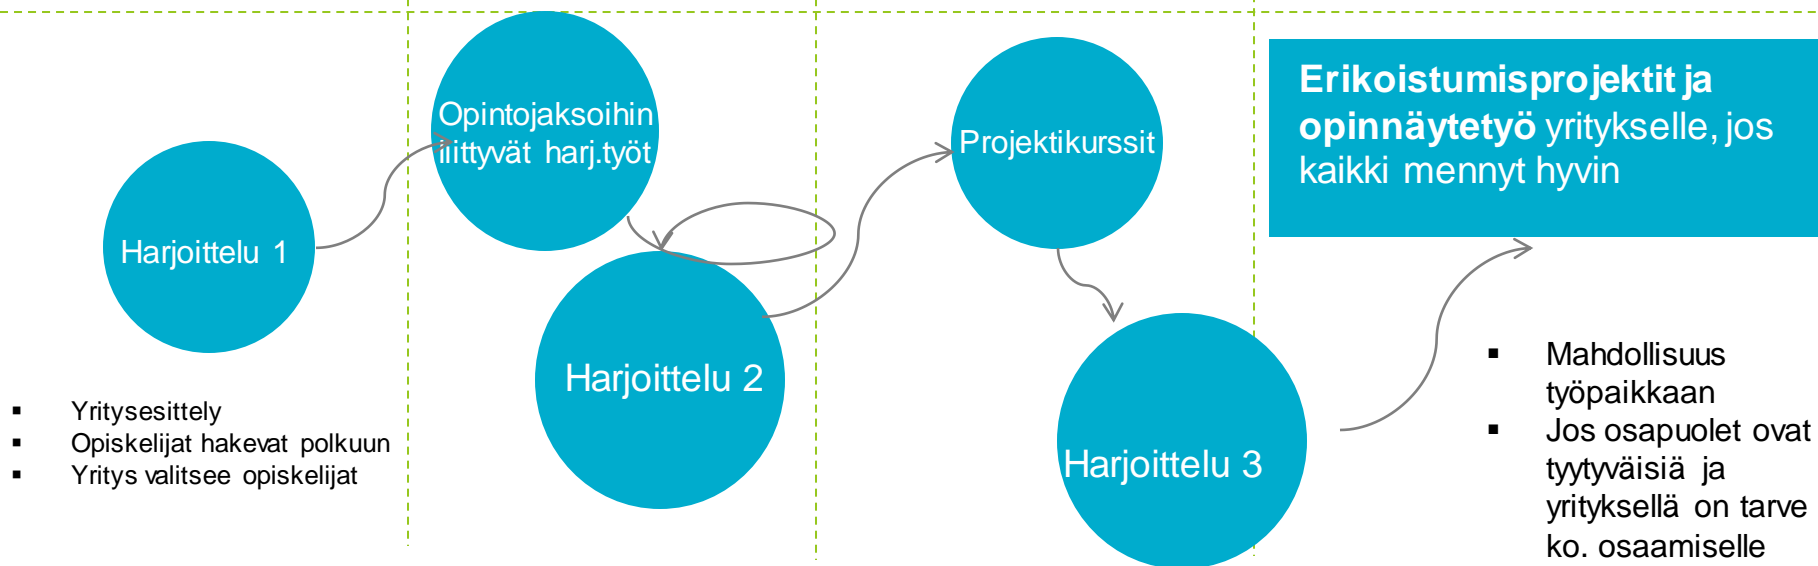 Harjoittelu 1
▪ Yritysesittely
▪ Opiskelijat hakevat polkuun
▪ Yritys valitsee opiskelijat
Opintojaksoihin
liittyvät harj.työt
Harjoittelu 2
Projektikurssit
Harjoittelu 3
Erikoistumisprojektit ja
opinnäytetyö yritykselle, jos
kaikki mennyt hyvin
▪ Mahdollisuus
työpaikkaan
▪ Jos osapuolet ovat
tyytyväisiä ja
yrityksellä on tarve
ko. osaamiselle